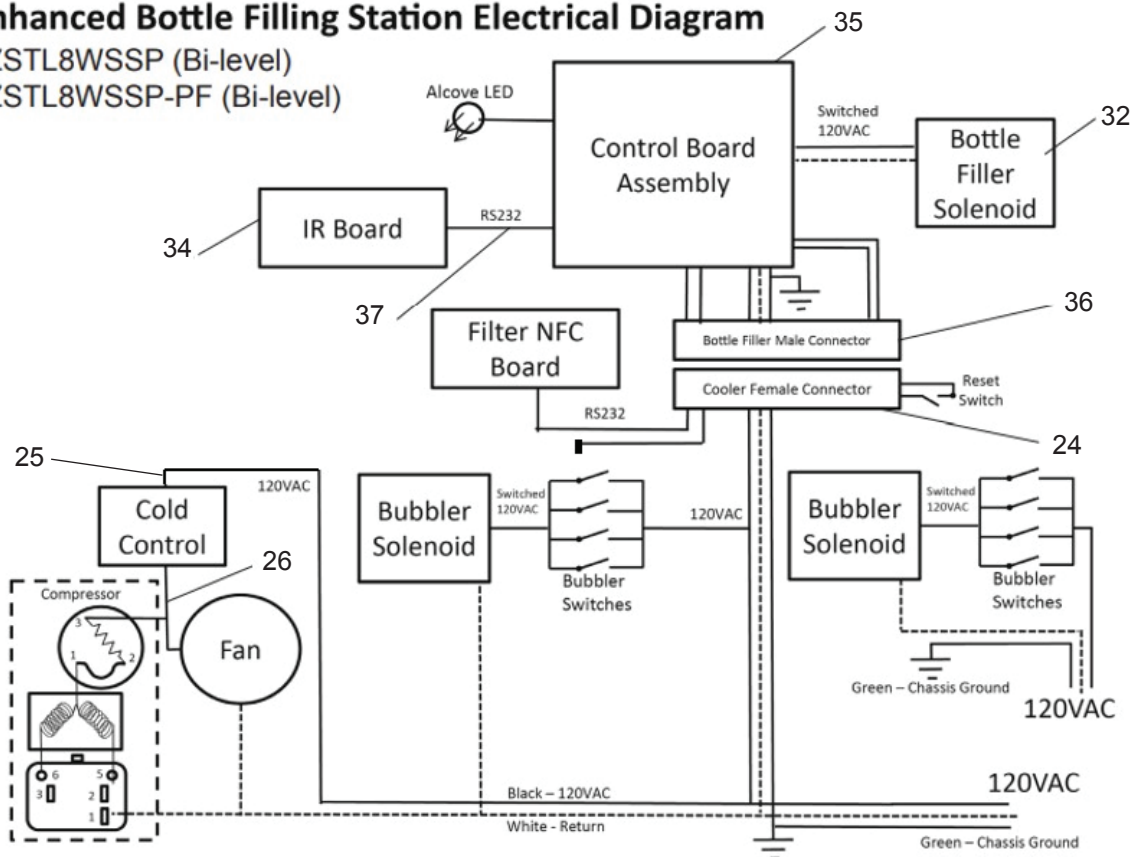 nhanced Bottle Filling Station Electrical Diagram
ZSTL8WSSP (Bi-level)
ZSTL8WSSP-PF (Bi-level)
35
Alcove LED
Switched
120VAC
32
Control Board
Assembly
Bottle
Filler
Solenoid
IR Board
RS232
34
37
36
Filter NFC
Board
Bottle Filler Male Connector
Cooler Female Connector
Reset
Switch
RS232
24
25
120VAC
Cold
Control
Bubbler
Solenoid
Switched
120VAC
120VAC
Bubbler
Switches
Bubbler
Solenoid
Switched
120VAC
Bubbler
Switches
26
Compressor
3
1
2
Fan
Green – Chassis Ground
120VAC
6
5
3
2
1
120VAC
Black – 120VAC
White - Return
Green – Chassis Ground